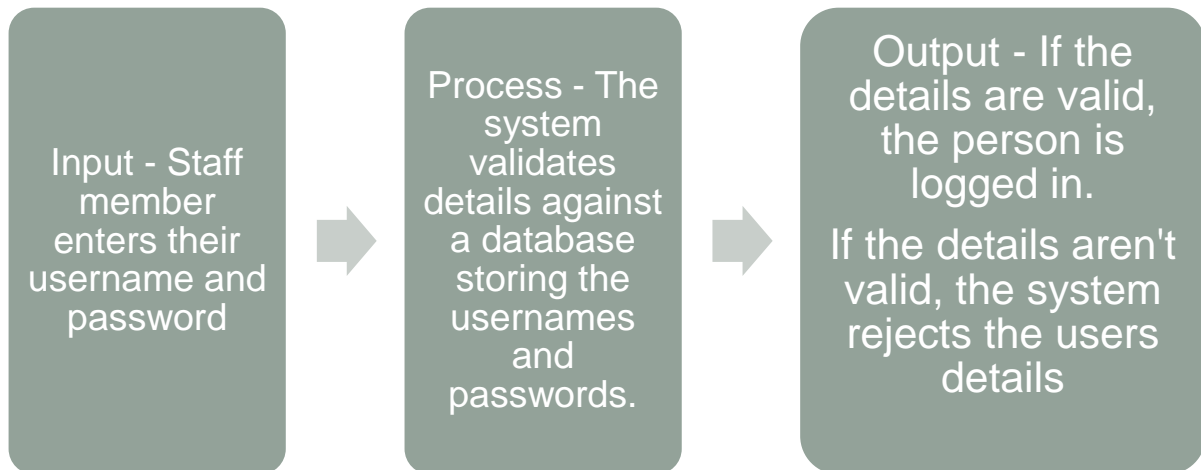 Input - Staff
member
enters their
username and
password
Process - The
system
validates
details against
a database
storing the
usernames
and
passwords.
Output - If the
details are valid,
the person is
logged in.
If the details aren't
valid, the system
rejects the users
details